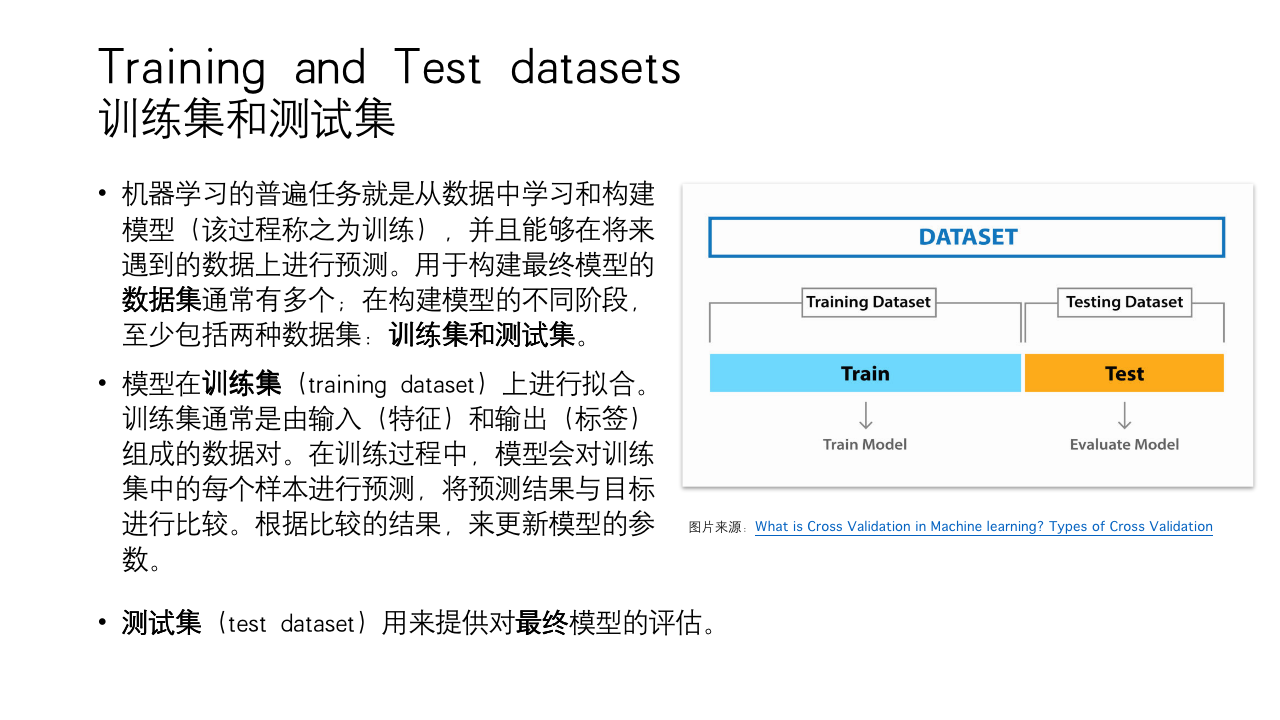 Training and Test datasets
训练集和测试集
• 机器学习的普遍任务就是从数据中学习和构建
模型（该过程称之为训练），并且能够在将来
遇到的数据上进行预测。用于构建最终模型的
数据集通常有多个；在构建模型的不同阶段，
至少包括两种数据集：训练集和测试集。
• 模型在训练集（training dataset）上进行拟合。
训练集通常是由输入（特征）和输出（标签）
组成的数据对。在训练过程中，模型会对训练
集中的每个样本进行预测，将预测结果与目标
进行比较。根据比较的结果，来更新模型的参
数。
• 测试集（test dataset）用来提供对最终模型的评估。
DATASET
Training Dataset
Testing Dataset
Train
Test
Train Model
Evaluate Model
图片来源：What is Cross Validation in Machine learning? Types of Cross Validation